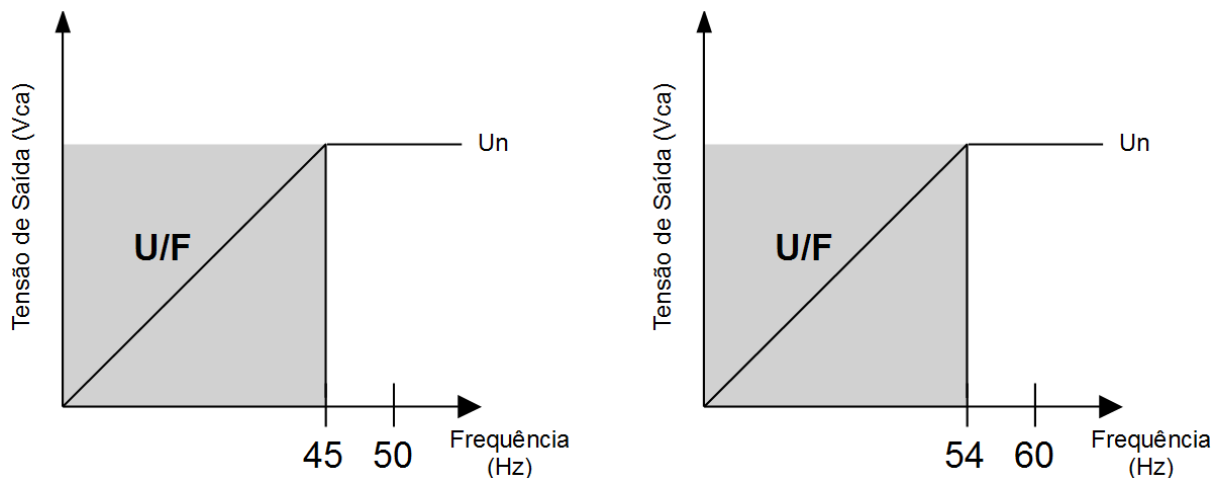 Tensão de Saída (Vca)
Un
U/F
45
50
Frequência
(Hz)
Tensão de Saída (Vca)
Un
U/F
54
60
Frequência
(Hz)